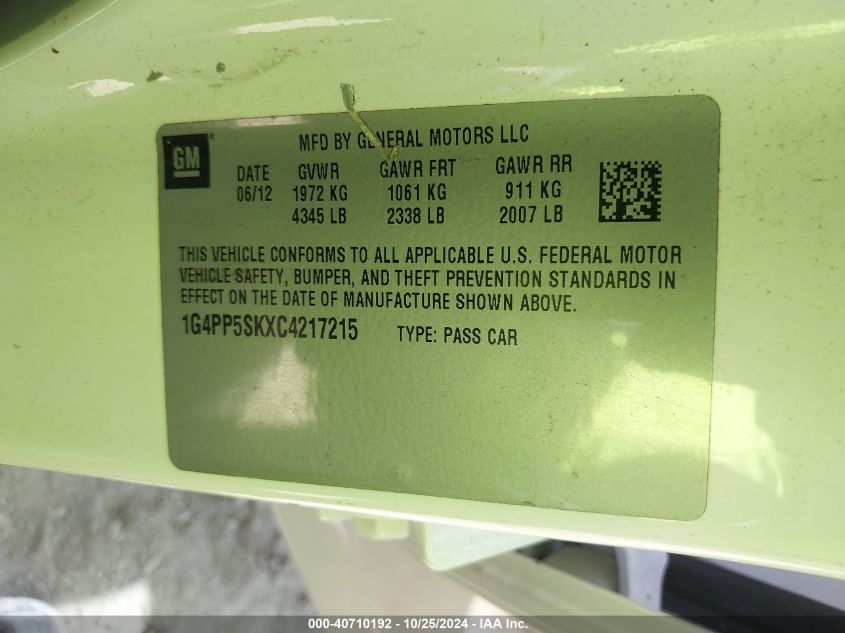 MFD BY GENERAL MOTORS LLC
GM®
DATE GVWR GAWR FRT GAWR RR
06/12 1972 KG 1061 KG 911 KG
4345 LB 2338 LB 2007 LB
THIS VEHICLE CONFORMS TO ALL APPLICABLE U.S. FEDERAL MOTOR
VEHICLE SAFETY, BUMPER, AND THEFT PREVENTION STANDARDS IN
EFFECT ON THE DATE OF MANUFACTURE SHOWN ABOVE.
1G4PP5SKXC4217215 TYPE: PASS CAR
000-40710192 - 10/25/2024 - IAA Inc.